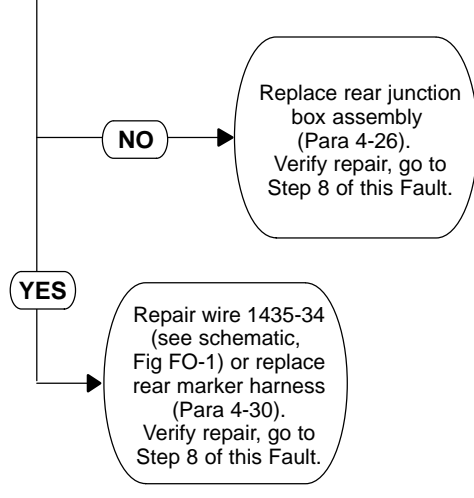 NO
Replace rear junction
box assembly
(Para 4-26).
Verify repair, go to
Step 8 of this Fault.
YES
Repair wire 1435-34
(see schematic,
Fig FO-1) or replace
rear marker harness
(Para 4-30).
Verify repair, go to
Step 8 of this Fault.